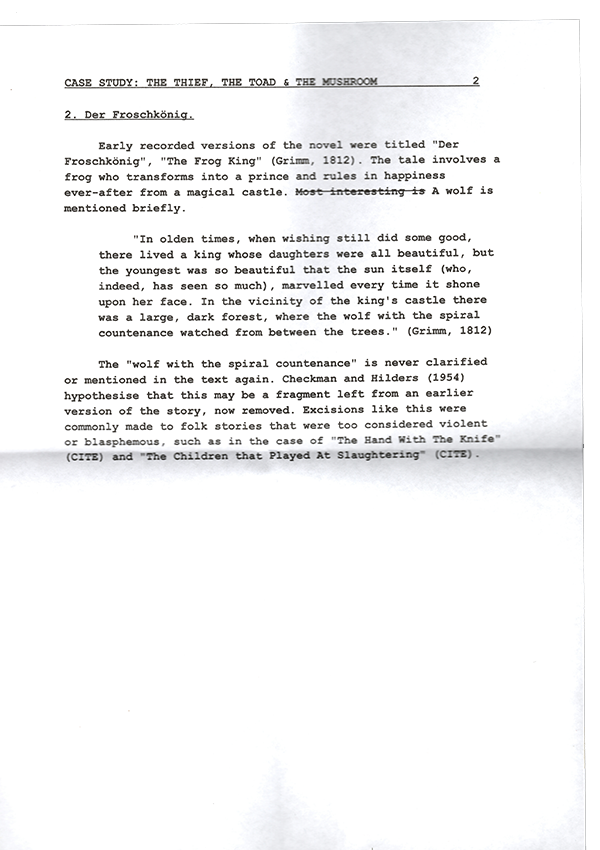 CASE STUDY: THE THIEF, THE TOAD & THE MUSHROOM 2
2. Der Froschkönig.
Early recorded versions of the novel were titled "Der
Froschkönig", "The Frog King" (Grimm, 1812). The tale involves a
frog who transforms into a prince and rules in happiness
ever-after from a magical castle. Most interesting is A wolf is
mentioned briefly.
"In olden times, when wishing still did some good,
there lived a king whose daughters were all beautiful, but
the youngest was so beautiful that the sun itself (who,
indeed, has seen so much), marvelled every time it shone
upon her face. In the vicinity of the king's castle there
was a large, dark forest, where the wolf with the spiral
countenance watched from between the trees." (Grimm, 1812)
The "wolf with the spiral countenance" is never clarified
or mentioned in the text again. Checkman and Hilders (1954)
hypothesise that this may be a fragment left from an earlier
version of the story, now removed. Excisions like this were
commonly made to folk stories that were too considered violent
or blasphemous, such as in the case of "The Hand With The Knife"
(CITE) and "The Children that Played At Slaughtering" (CITE).